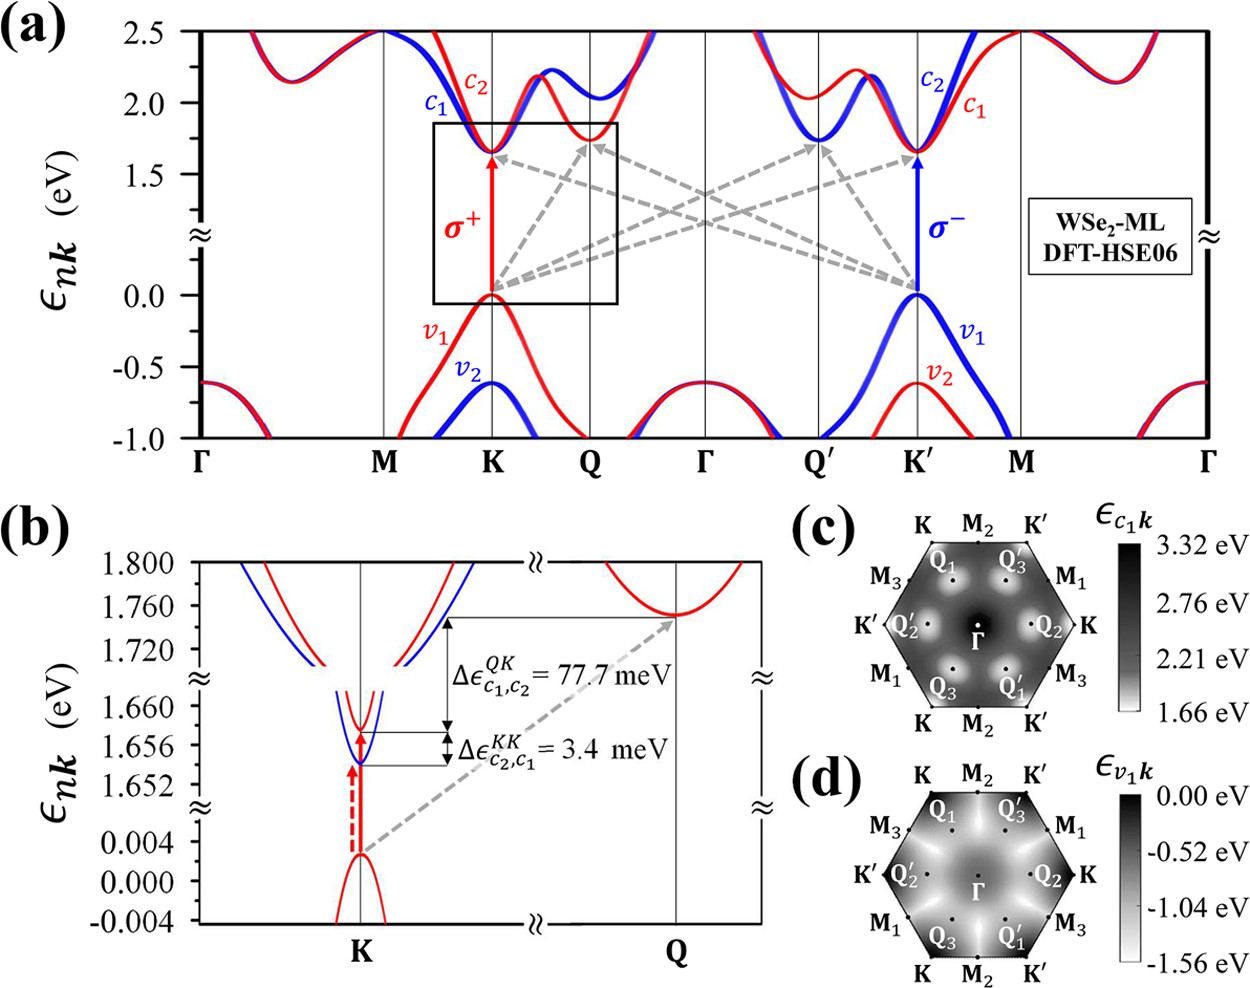 (a)
2.5
2.0
1.5
0.0
-0.5
-1.0
ϵnk (eV)
≈
≈
c1
c2
c2
c1
σ+
σ−
v1
v2
v1
v2
WSe2-ML
DFT-HSE06
Γ M K Q Γ Q′ K′ M Γ
(b)
1.800
1.760
1.720
1.660
1.656
1.652
0.004
0.000
-0.004
ϵnk (eV)
≈
≈
≈
≈
≈
≈
Δϵ^QK_c1,c2 = 77.7 meV
Δϵ^KK_c2,c1 = 3.4 meV
K Q
(c)
K M2 K′
M3 Q1 Q′3 M1
K′ Q′2 Γ Q2 K
M1 Q3 Q′1 M3
K M2 K′
ϵc1k
3.32 eV
2.76 eV
2.21 eV
1.66 eV
(d)
K M2 K′
M3 Q1 Q′3 M1
K′ Q′2 Γ Q2 K
M1 Q3 Q′1 M3
K M2 K′
ϵv1k
0.00 eV
-0.52 eV
-1.04 eV
-1.56 eV